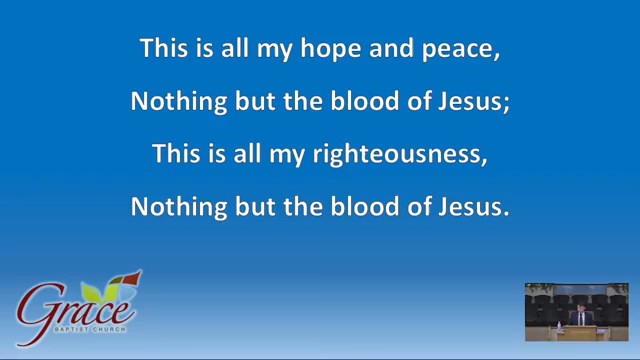 This is all my hope and peace,
Nothing but the blood of Jesus;
This is all my righteousness,
Nothing but the blood of Jesus.
Grace
BAPTIST CHURCH